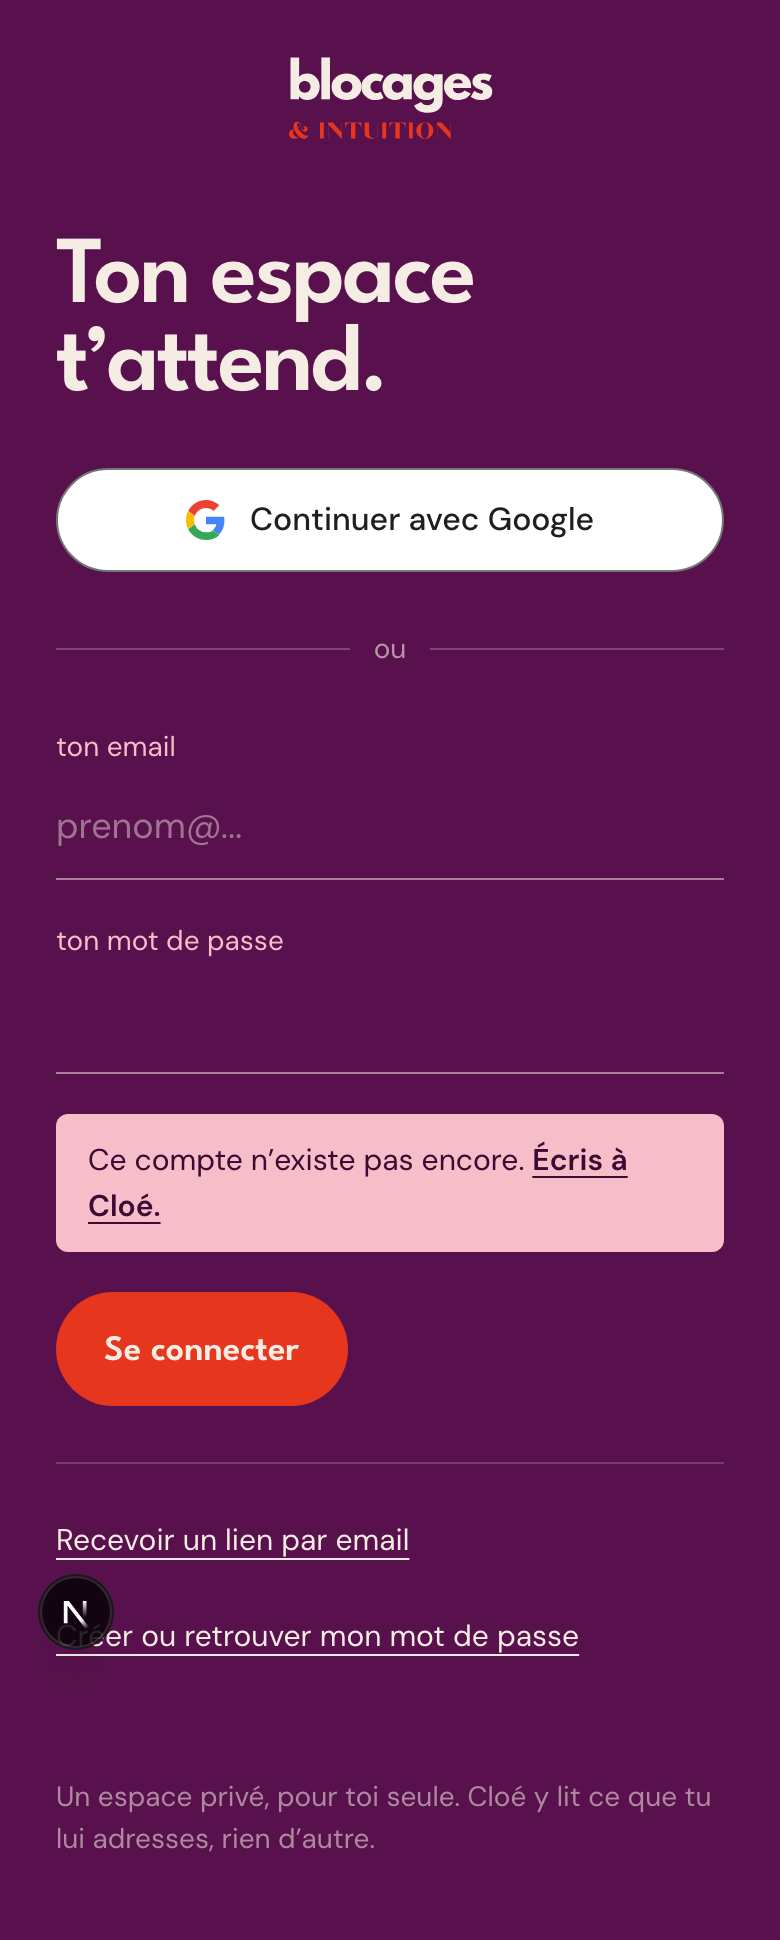 blocages
& INTUITION
Ton espace
t’attend.
Continuer avec Google
ou
ton email
prenom@...
ton mot de passe
Ce compte n’existe pas encore. Écris à
Cloé.
Se connecter
Recevoir un lien par email
N
Créer ou retrouver mon mot de passe
Un espace privé, pour toi seule. Cloé y lit ce que tu
lui adresses, rien d’autre.